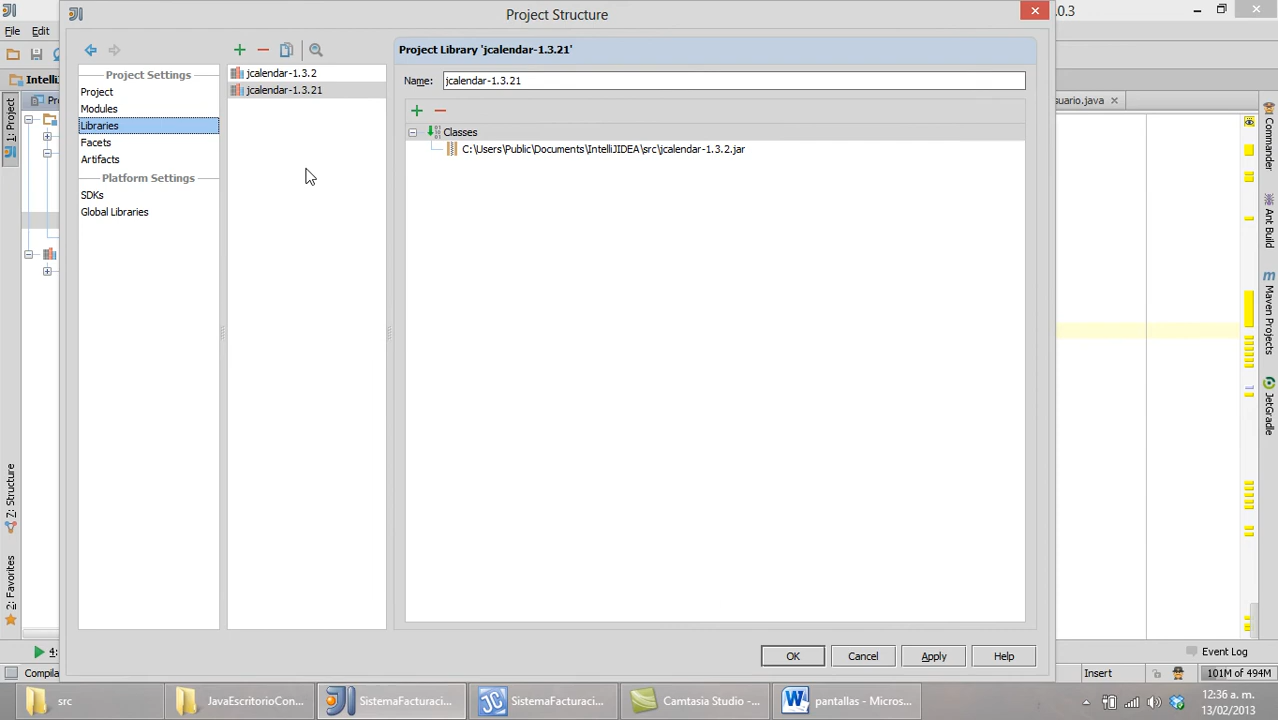 Project Structure
0.3
File Edit
Intelli
Project Settings
Project
Modules
Libraries
Facets
Artifacts
Platform Settings
SDKs
Global Libraries
jcalendar-1.3.2
jcalendar-1.3.21
Project Library 'jcalendar-1.3.21'
Name: jcalendar-1.3.21
Classes
C:\Users\Public\Documents\IntelliJIDEA\src\jcalendar-1.3.2.jar
suario.java
1: Project
Pr
Z: Structure
2: Favorites
Commander
Ant Build
Maven Projects
JetGradle
OK Cancel Apply Help
4:
Event Log
Compila
Insert
101M of 494M
src
JavaEscritorioCon...
SistemaFacturaci...
SistemaFacturaci...
Camtasia Studio -...
pantallas - Micros...
12:36 a. m.
13/02/2013